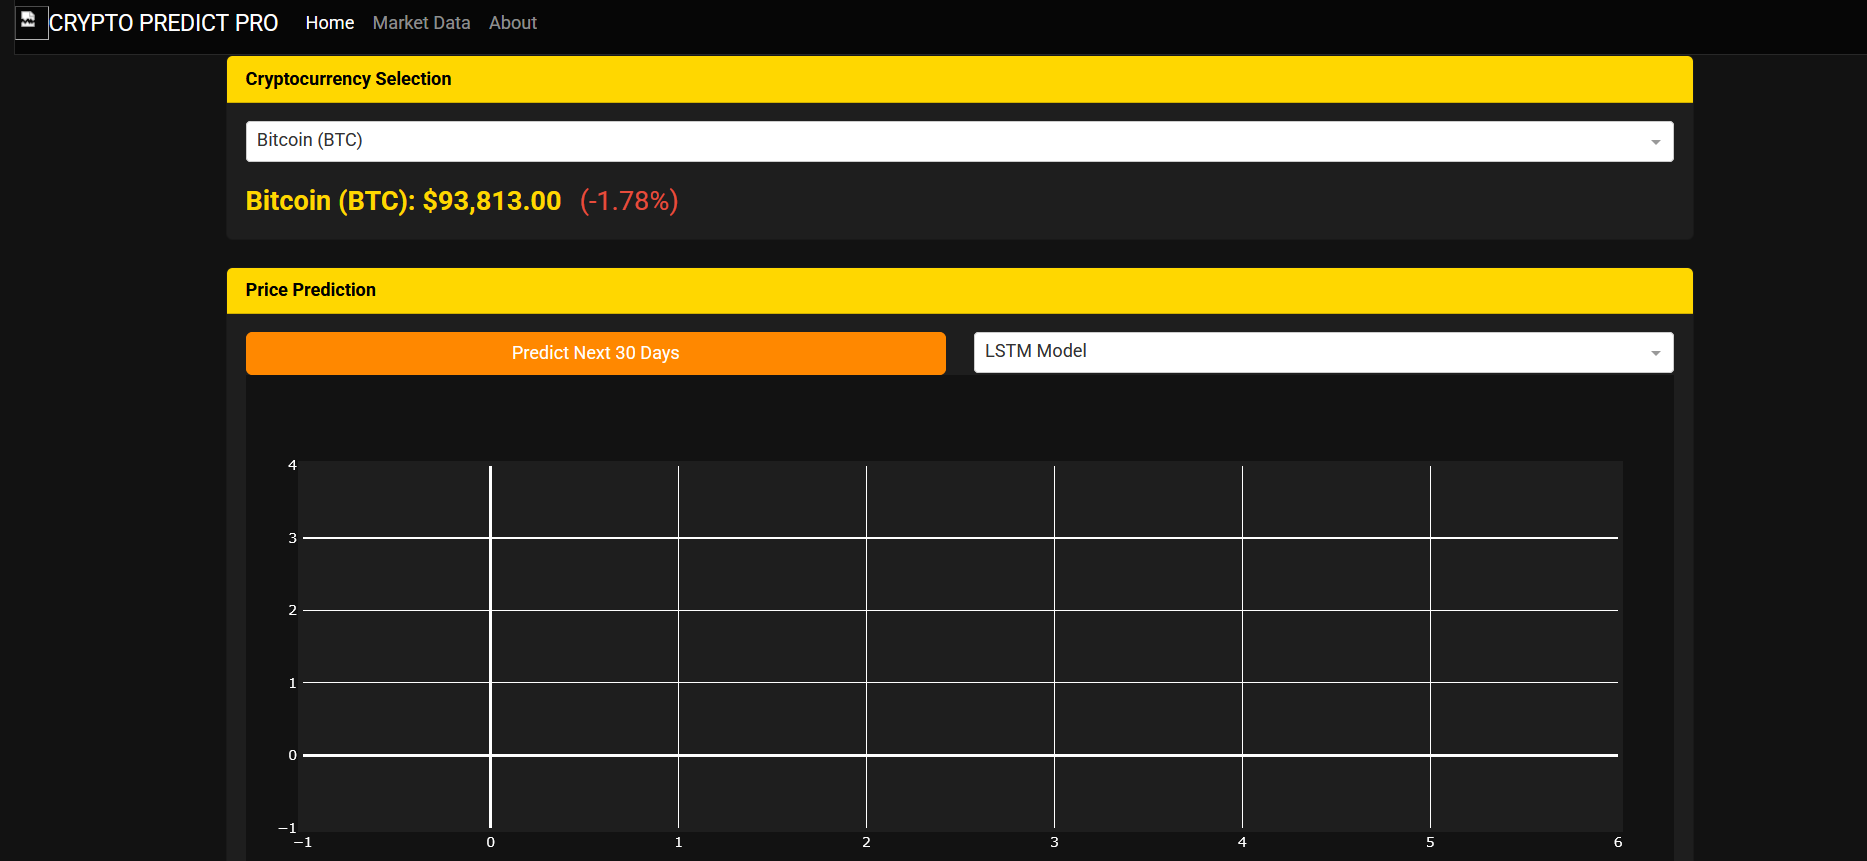 CRYPTO PREDICT PRO Home Market Data About
Cryptocurrency Selection
Bitcoin (BTC)
Bitcoin (BTC): $93,813.00 (-1.78%)
Price Prediction
Predict Next 30 Days LSTM Model
4
3
2
1
0
−1
−1 0 1 2 3 4 5 6